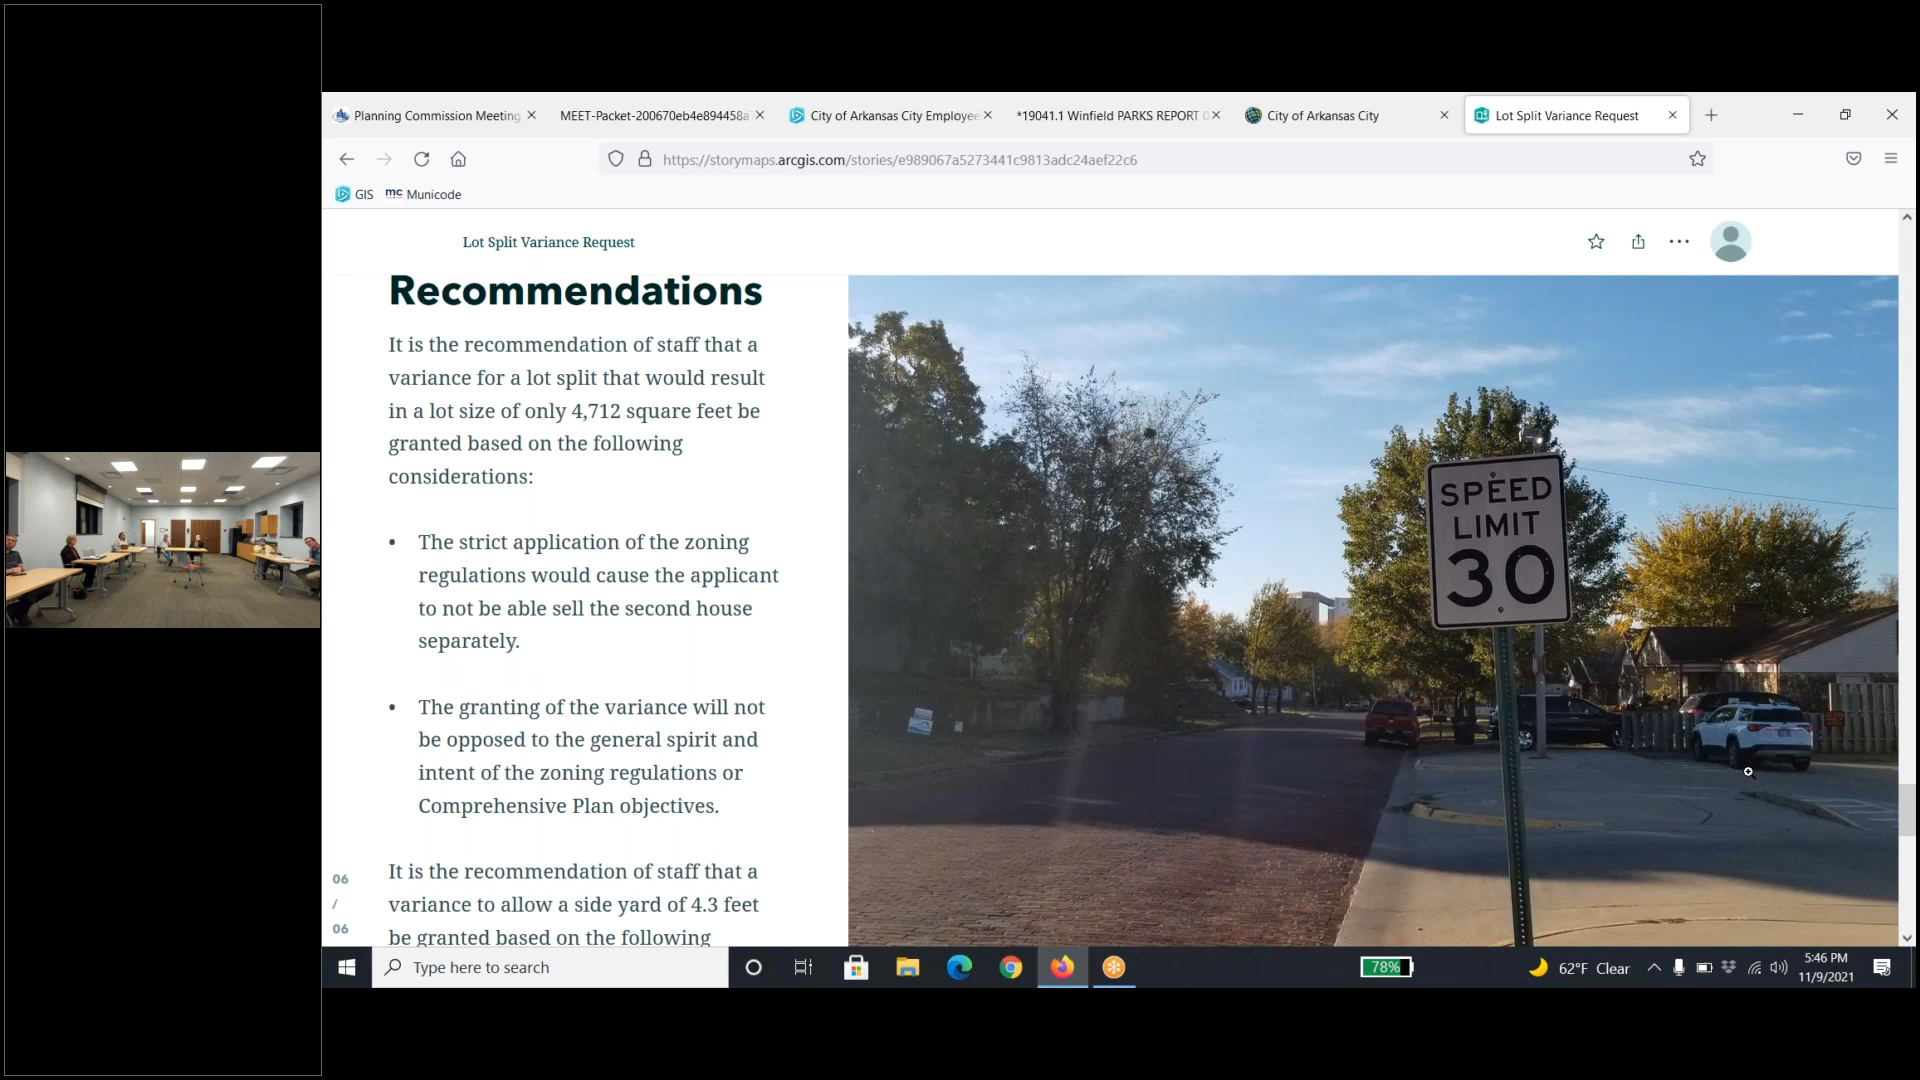 Planning Commission Meeting
MEET-Packet-200670eb4e894458a7
City of Arkansas City Employee
*19041.1 Winfield PARKS REPORT 0
City of Arkansas City
Lot Split Variance Request
https://storymaps.arcgis.com/stories/e989067a5273441c9813adc24aef22c6
GIS
mc Municode
Lot Split Variance Request
Recommendations
It is the recommendation of staff that a
variance for a lot split that would result
in a lot size of only 4,712 square feet be
granted based on the following
considerations:
• The strict application of the zoning
regulations would cause the applicant
to not be able sell the second house
separately.
• The granting of the variance will not
be opposed to the general spirit and
intent of the zoning regulations or
Comprehensive Plan objectives.
It is the recommendation of staff that a
variance to allow a side yard of 4.3 feet
be granted based on the following
06
/
06
SPEED
LIMIT
30
Type here to search
78%
62°F Clear
5:46 PM
11/9/2021